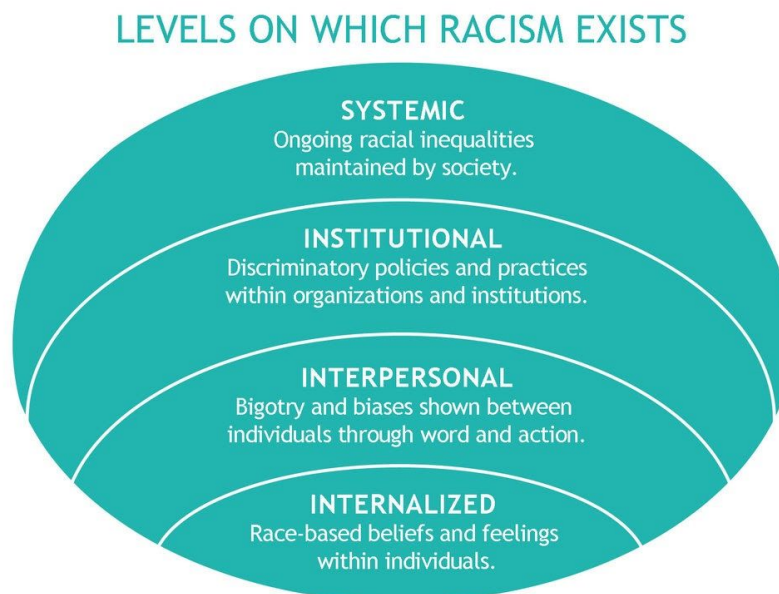 LEVELS ON WHICH RACISM EXISTS
SYSTEMIC
Ongoing racial inequalities
maintained by society.
INSTITUTIONAL
Discriminatory policies and practices
within organizations and institutions.
INTERPERSONAL
Bigotry and biases shown between
individuals through word and action.
INTERNALIZED
Race-based beliefs and feelings
within individuals.